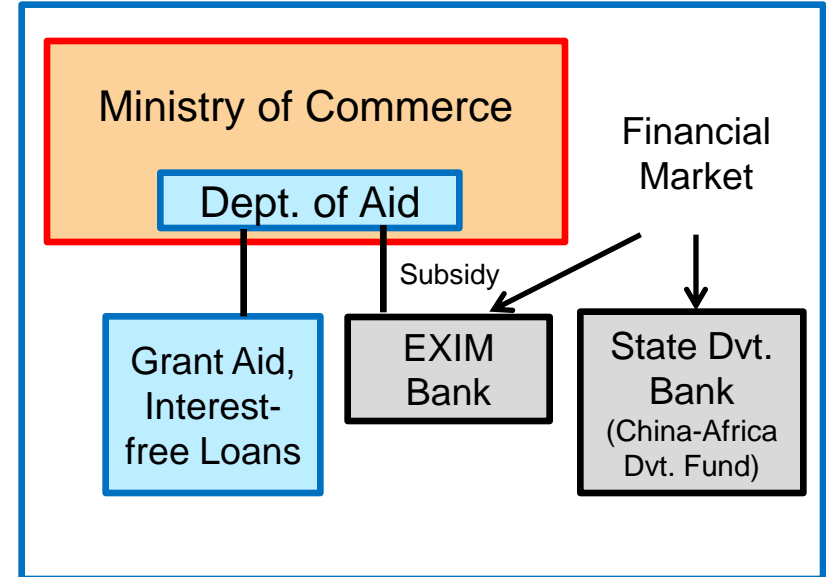 Ministry of Commerce
Dept. of Aid
Financial
Market
Subsidy
Grant Aid,
Interest-
free Loans
EXIM
Bank
State Dvt.
Bank
(China-Africa
Dvt. Fund)